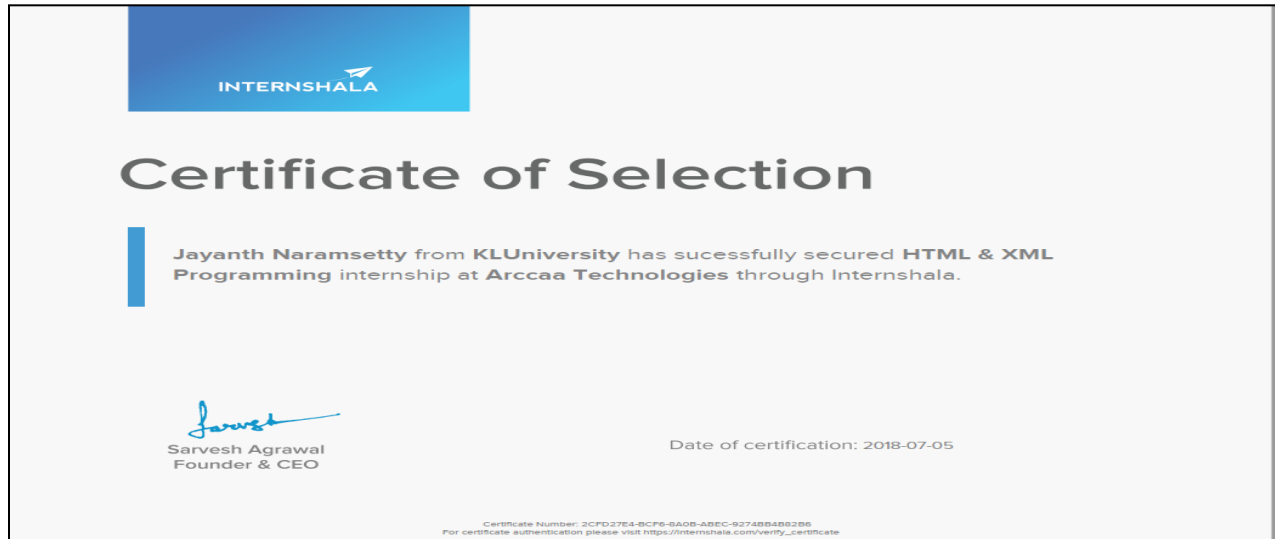 INTERNSHALA
Certificate of Selection
Jayanth Naramsetty from KLUniversity has sucessfully secured HTML & XML
Programming internship at Arccaa Technologies through Internshala.
Sarvesh
Sarvesh Agrawal
Founder & CEO
Date of certification: 2018-07-05
Certificate Number: 2CFD27E4-BCF6-8A0B-ABEC-9274BB4B82B6
For certificate authentication please visit https://internshala.com/verify_certificate